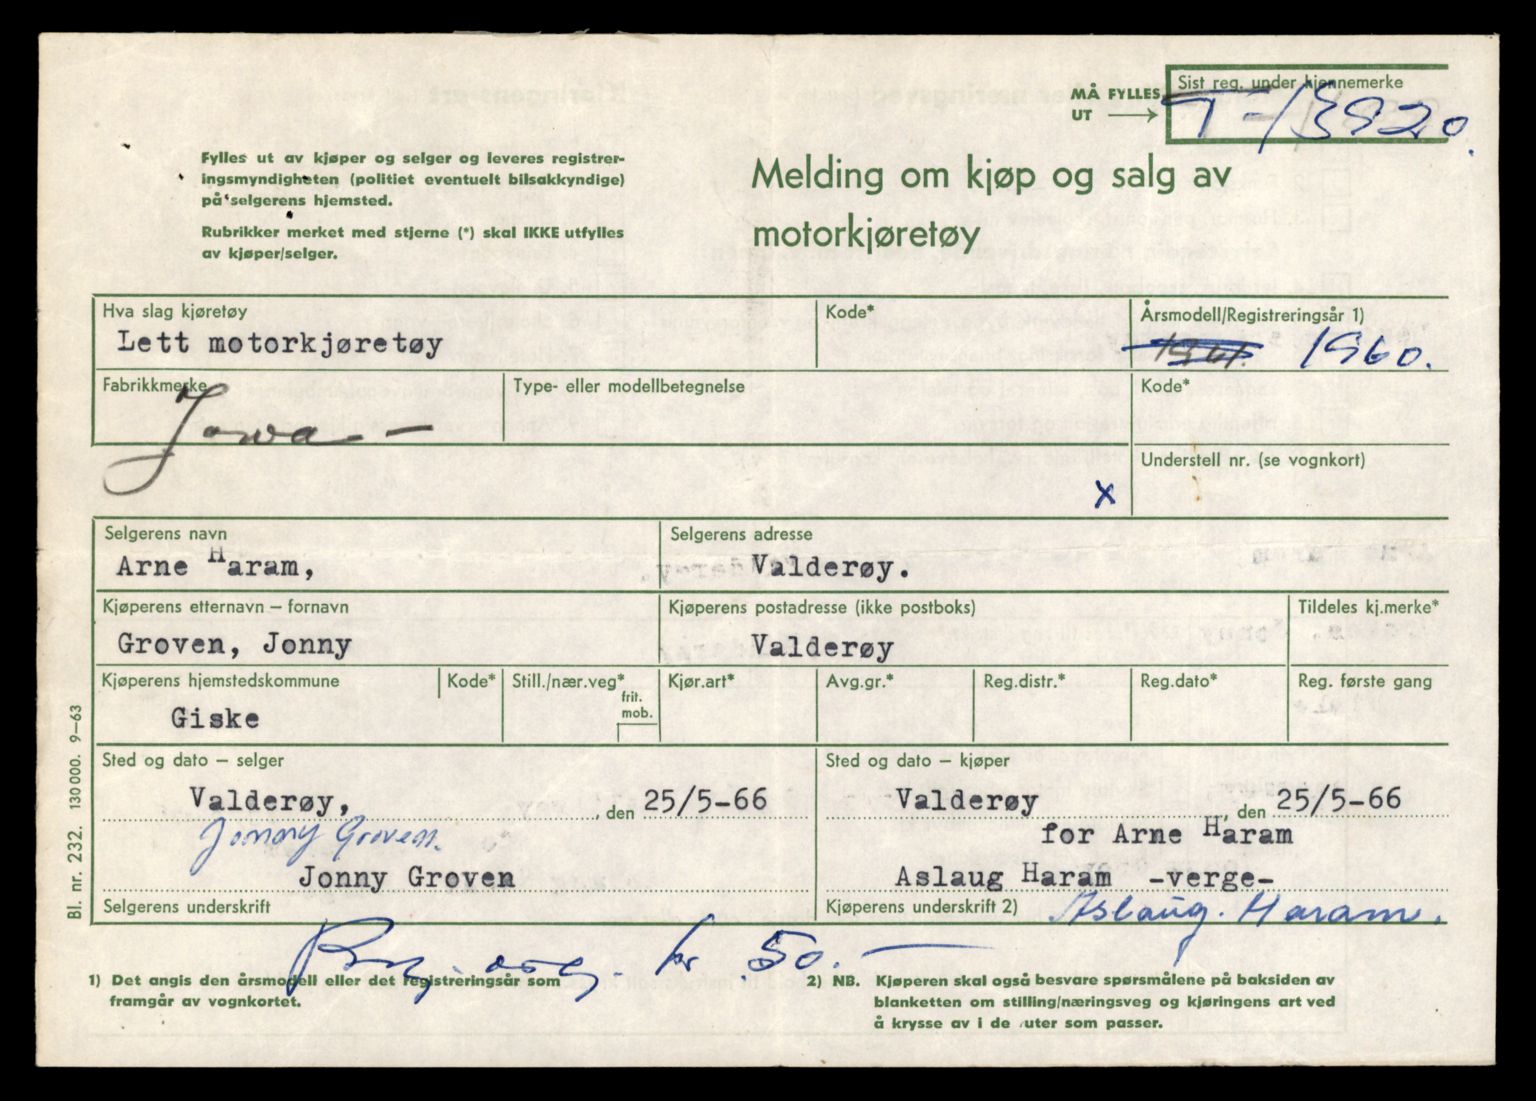 MÅ FYLLES
UT
Sist reg. under kjennemerke
T-13920.
Fylles ut av kjøper og selger og leveres registrer-
ingsmyndigheten (politiet eventuelt bilsakkyndige)
på selgerens hjemsted.
Rubrikker merket med stjerne (*) skal IKKE utfylles
av kjøper/selger.
Melding om kjøp og salg av
motorkjøretøy
Hva slag kjøretøy
Lett motorkjøretøy
Kode*
Årsmodell/Registreringsår 1)
1960.
Fabrikkmerke
Jowa -
Type- eller modellbetegnelse
Kode*
Understell nr. (se vognkort)
x
Selgerens navn
Arne Haram,
Selgerens adresse
Valderøy.
Kjøperens etternavn – fornavn
Groven, Jonny
Kjøperens postadresse (ikke postboks)
Valderøy
Tildeles kj.merke*
Kjøperens hjemstedskommune
Giske
Kode*
Still./nær.veg*
frit.
mob.
Kjør.art*
Avg.gr.*
Reg.distr.*
Reg.dato*
Reg. første gang
Sted og dato – selger
Valderøy, , den 25/5-66
Jonny Groven.
Jonny Groven
Selgerens underskrift
Sted og dato – kjøper
Valderøy , den 25/5-66
for Arne Haram
Aslaug Haram -verge-
Kjøperens underskrift 2) Aslaug. Haram.
kr 50.—
1) Det angis den årsmodell eller det registreringsår som
framgår av vognkortet.
2) NB. Kjøperen skal også besvare spørsmålene på baksiden av
blanketten om stilling/næringsveg og kjøringens art ved
å krysse av i de ruter som passer.
Bl. nr. 232. 130 000. 9–63